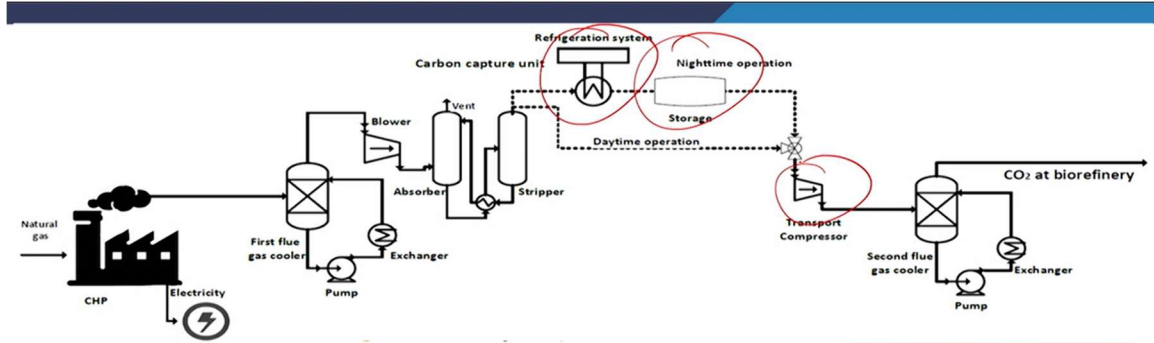 Refrigeration system
Carbon capture unit
Nighttime operation
Vent
Blower
Storage
Daytime operation
Absorber
Stripper
CO₂ at biorefinery
Natural
gas
First flue
gas cooler
Exchanger
Transport
Compressor
Second flue
gas cooler
Exchanger
CHP
Electricity
Pump
Pump